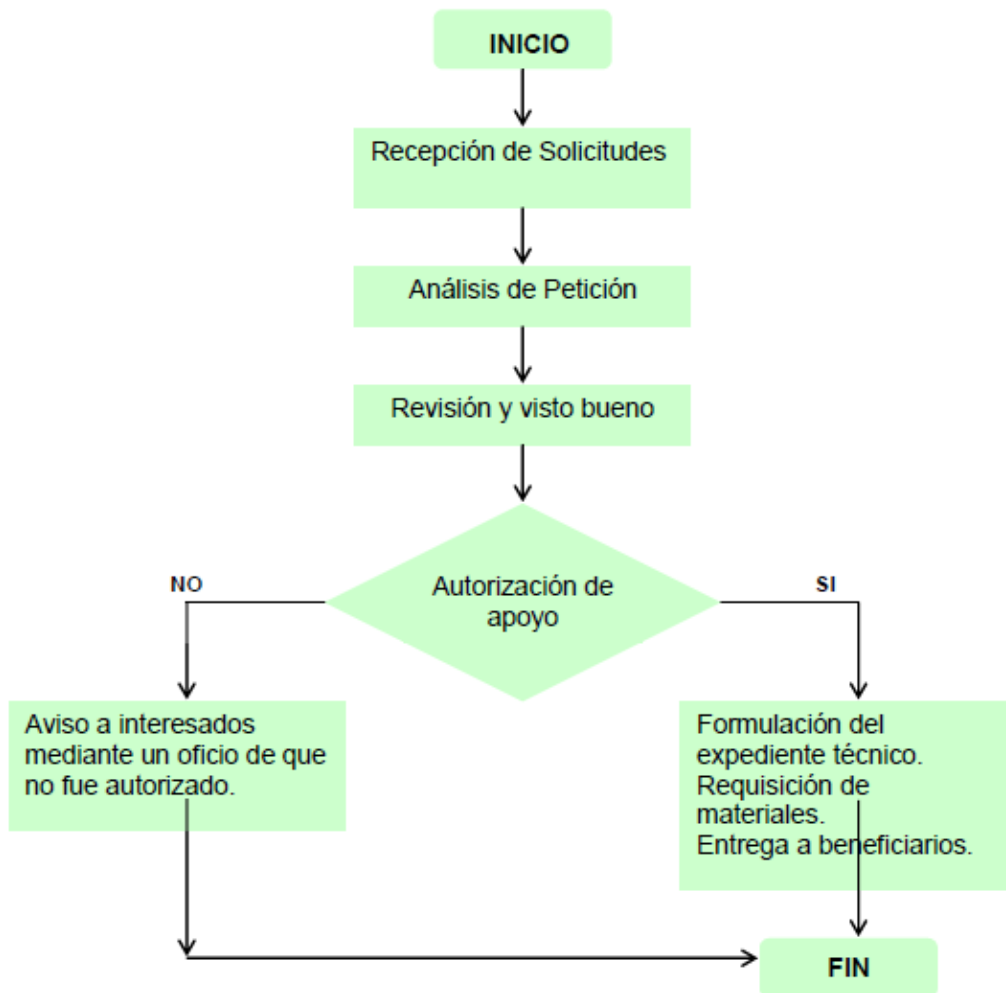 INICIO
Recepción de Solicitudes
Análisis de Petición
Revisión y visto bueno
Autorización de
apoyo
NO
SI
Aviso a interesados
mediante un oficio de que
no fue autorizado.
Formulación del
expediente técnico.
Requisición de
materiales.
Entrega a beneficiarios.
FIN